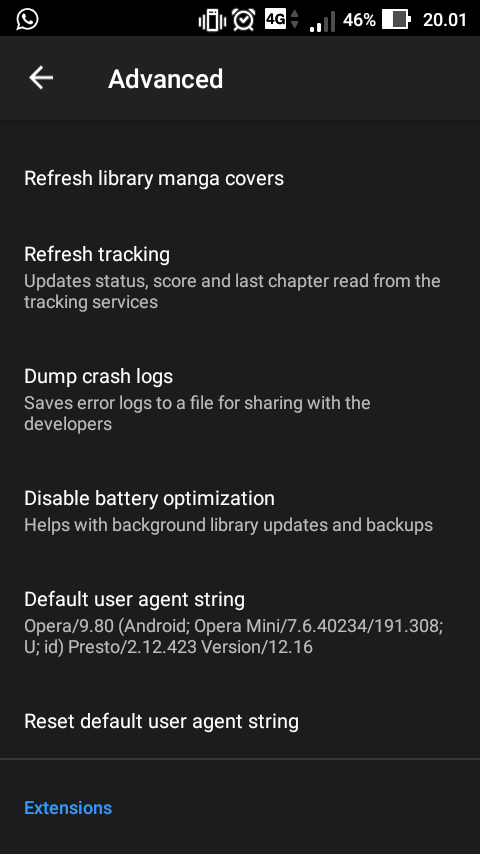 4G 46% 20.01
Advanced
Refresh library manga covers
Refresh tracking
Updates status, score and last chapter read from the
tracking services
Dump crash logs
Saves error logs to a file for sharing with the
developers
Disable battery optimization
Helps with background library updates and backups
Default user agent string
Opera/9.80 (Android; Opera Mini/7.6.40234/191.308;
U; id) Presto/2.12.423 Version/12.16
Reset default user agent string
Extensions